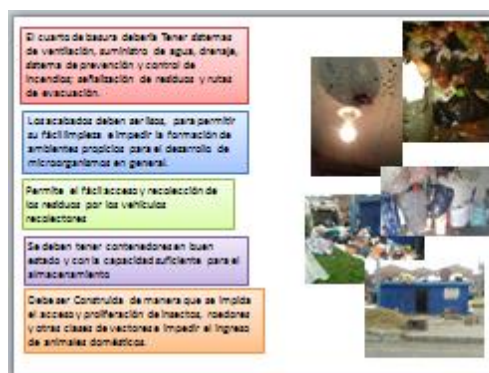 El cuarto de basura debería Tener sistemas
de ventilación, suministro de agua, drenaje,
sistema de prevención y control de
incendios; señalización de residuos y rutas
de evacuación.
Los acabados deben ser lisos, para permitir
su fácil limpieza e impedir la formación de
ambientes propicios para el desarrollo de
microorganismos en general.
Permite el fácil acceso y recolección de
los residuos por los vehículos
recolectores
Se deben tener contenedores en buen
estado y con la capacidad suficiente para el
almacenamiento
Debe ser Construida de manera que se impida
el acceso y proliferación de insectos, roedores
y otras clases de vectores e impedir el ingreso
de animales domésticos.